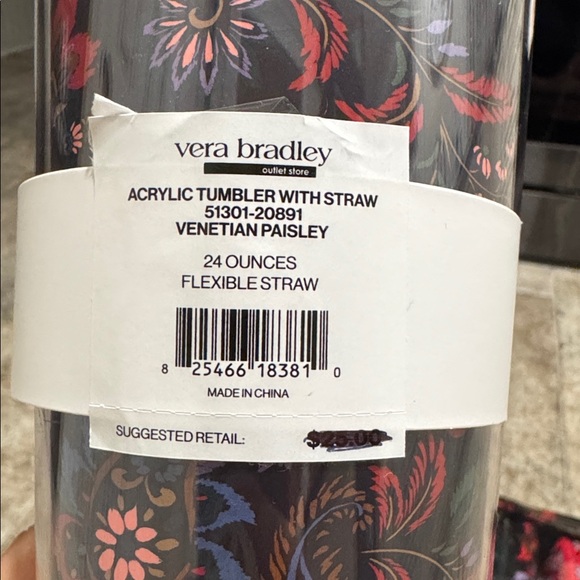 vera bradley
outlet store
ACRYLIC TUMBLER WITH STRAW
51301-20891
VENETIAN PAISLEY
24 OUNCES
FLEXIBLE STRAW
8 25466 18381 0
MADE IN CHINA
SUGGESTED RETAIL: $25.00